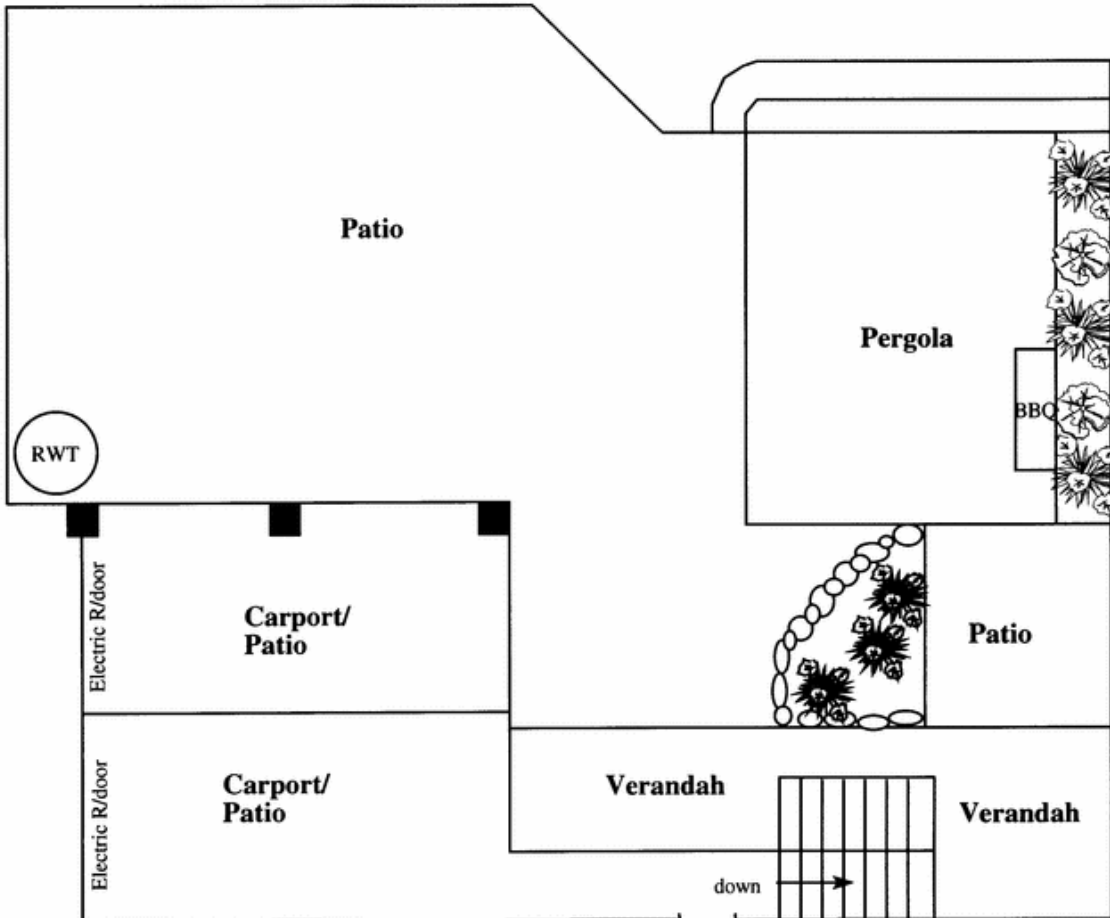 Patio
Pergola
BBQ
RWT
Electric R/door
Carport/
Patio
Patio
Electric R/door
Carport/
Patio
Verandah
Verandah
down